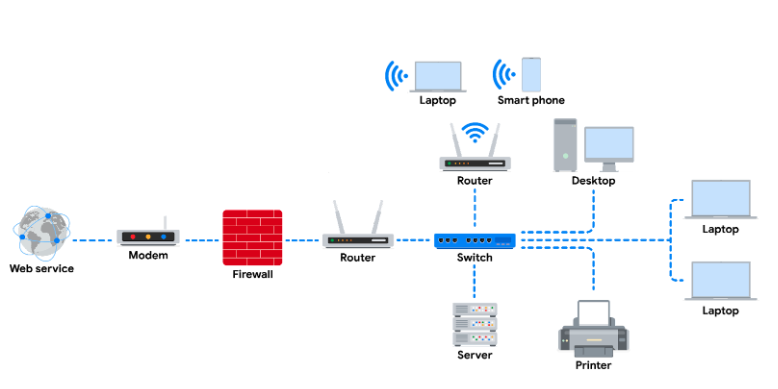 Laptop
Smart phone
Router
Desktop
Laptop
Web service
Modem
Firewall
Router
Switch
Laptop
Server
Printer